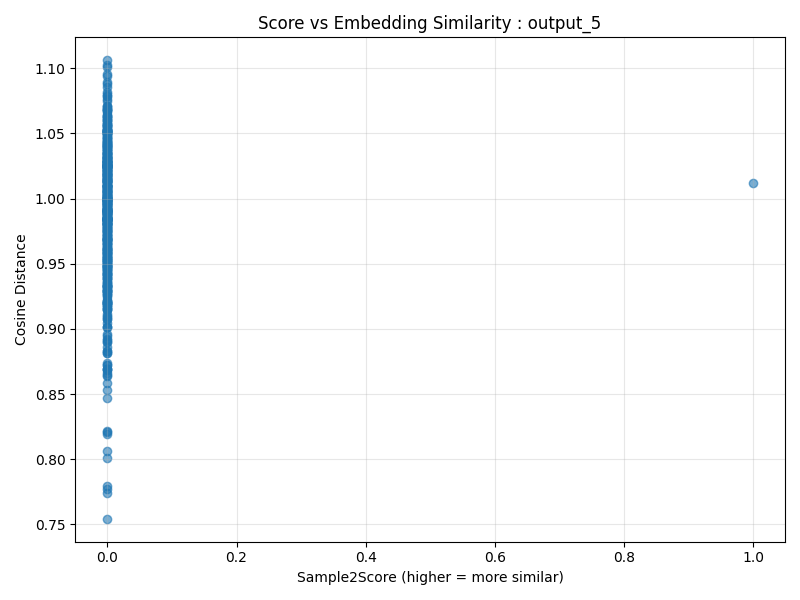 Score vs Embedding Similarity : output_5
Cosine Distance
1.10
1.05
1.00
0.95
0.90
0.85
0.80
0.75
0.0 0.2 0.4 0.6 0.8 1.0
Sample2Score (higher = more similar)